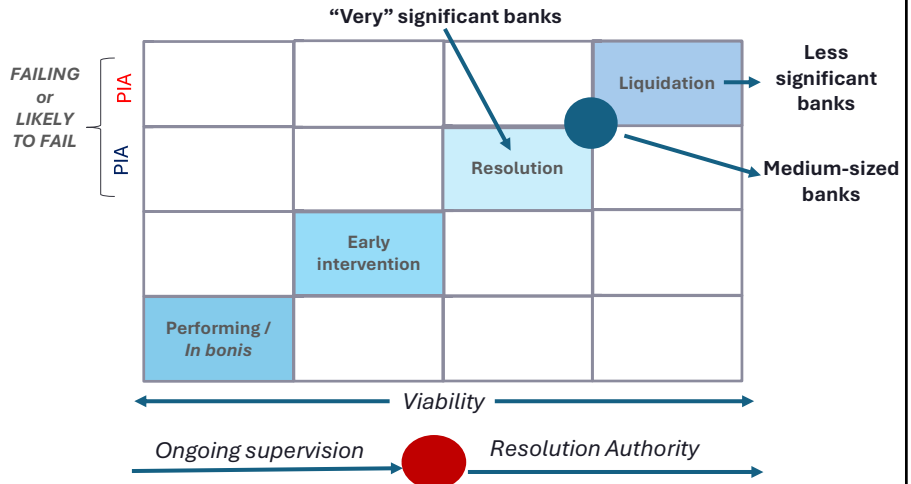 “Very” significant banks
FAILING
or
LIKELY
TO FAIL
PIA
PIA
Liquidation
Less
significant
banks
Resolution
Medium-sized
banks
Early
intervention
Performing /
In bonis
Viability
Ongoing supervision
Resolution Authority